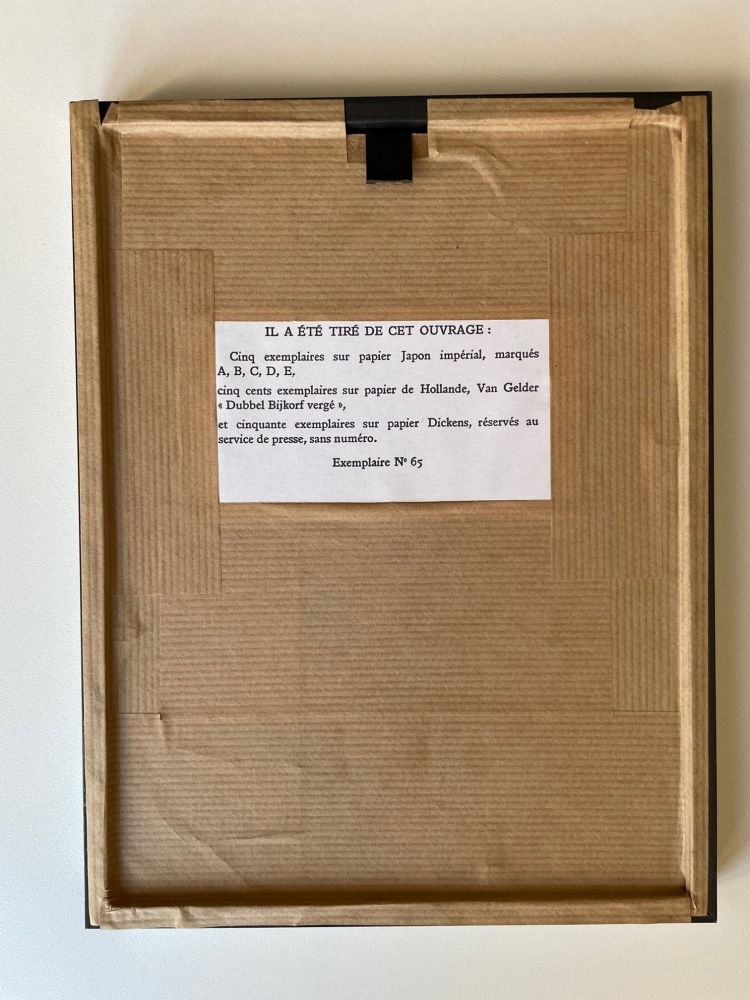 IL A ÉTÉ TIRÉ DE CET OUVRAGE :
Cinq exemplaires sur papier Japon impérial, marqués
A, B, C, D, E,
cinq cents exemplaires sur papier de Hollande, Van Gelder
« Dubbel Bijkorf vergé »,
et cinquante exemplaires sur papier Dickens, réservés au
service de presse, sans numéro.
Exemplaire Nº 65